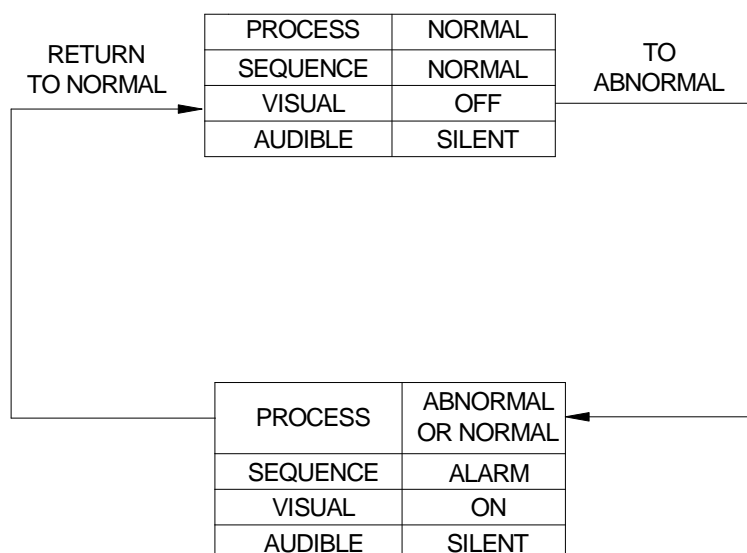 RETURN
TO NORMAL
PROCESS NORMAL
SEQUENCE NORMAL
VISUAL OFF
AUDIBLE SILENT
TO
ABNORMAL
PROCESS ABNORMAL
OR NORMAL
SEQUENCE ALARM
VISUAL ON
AUDIBLE SILENT